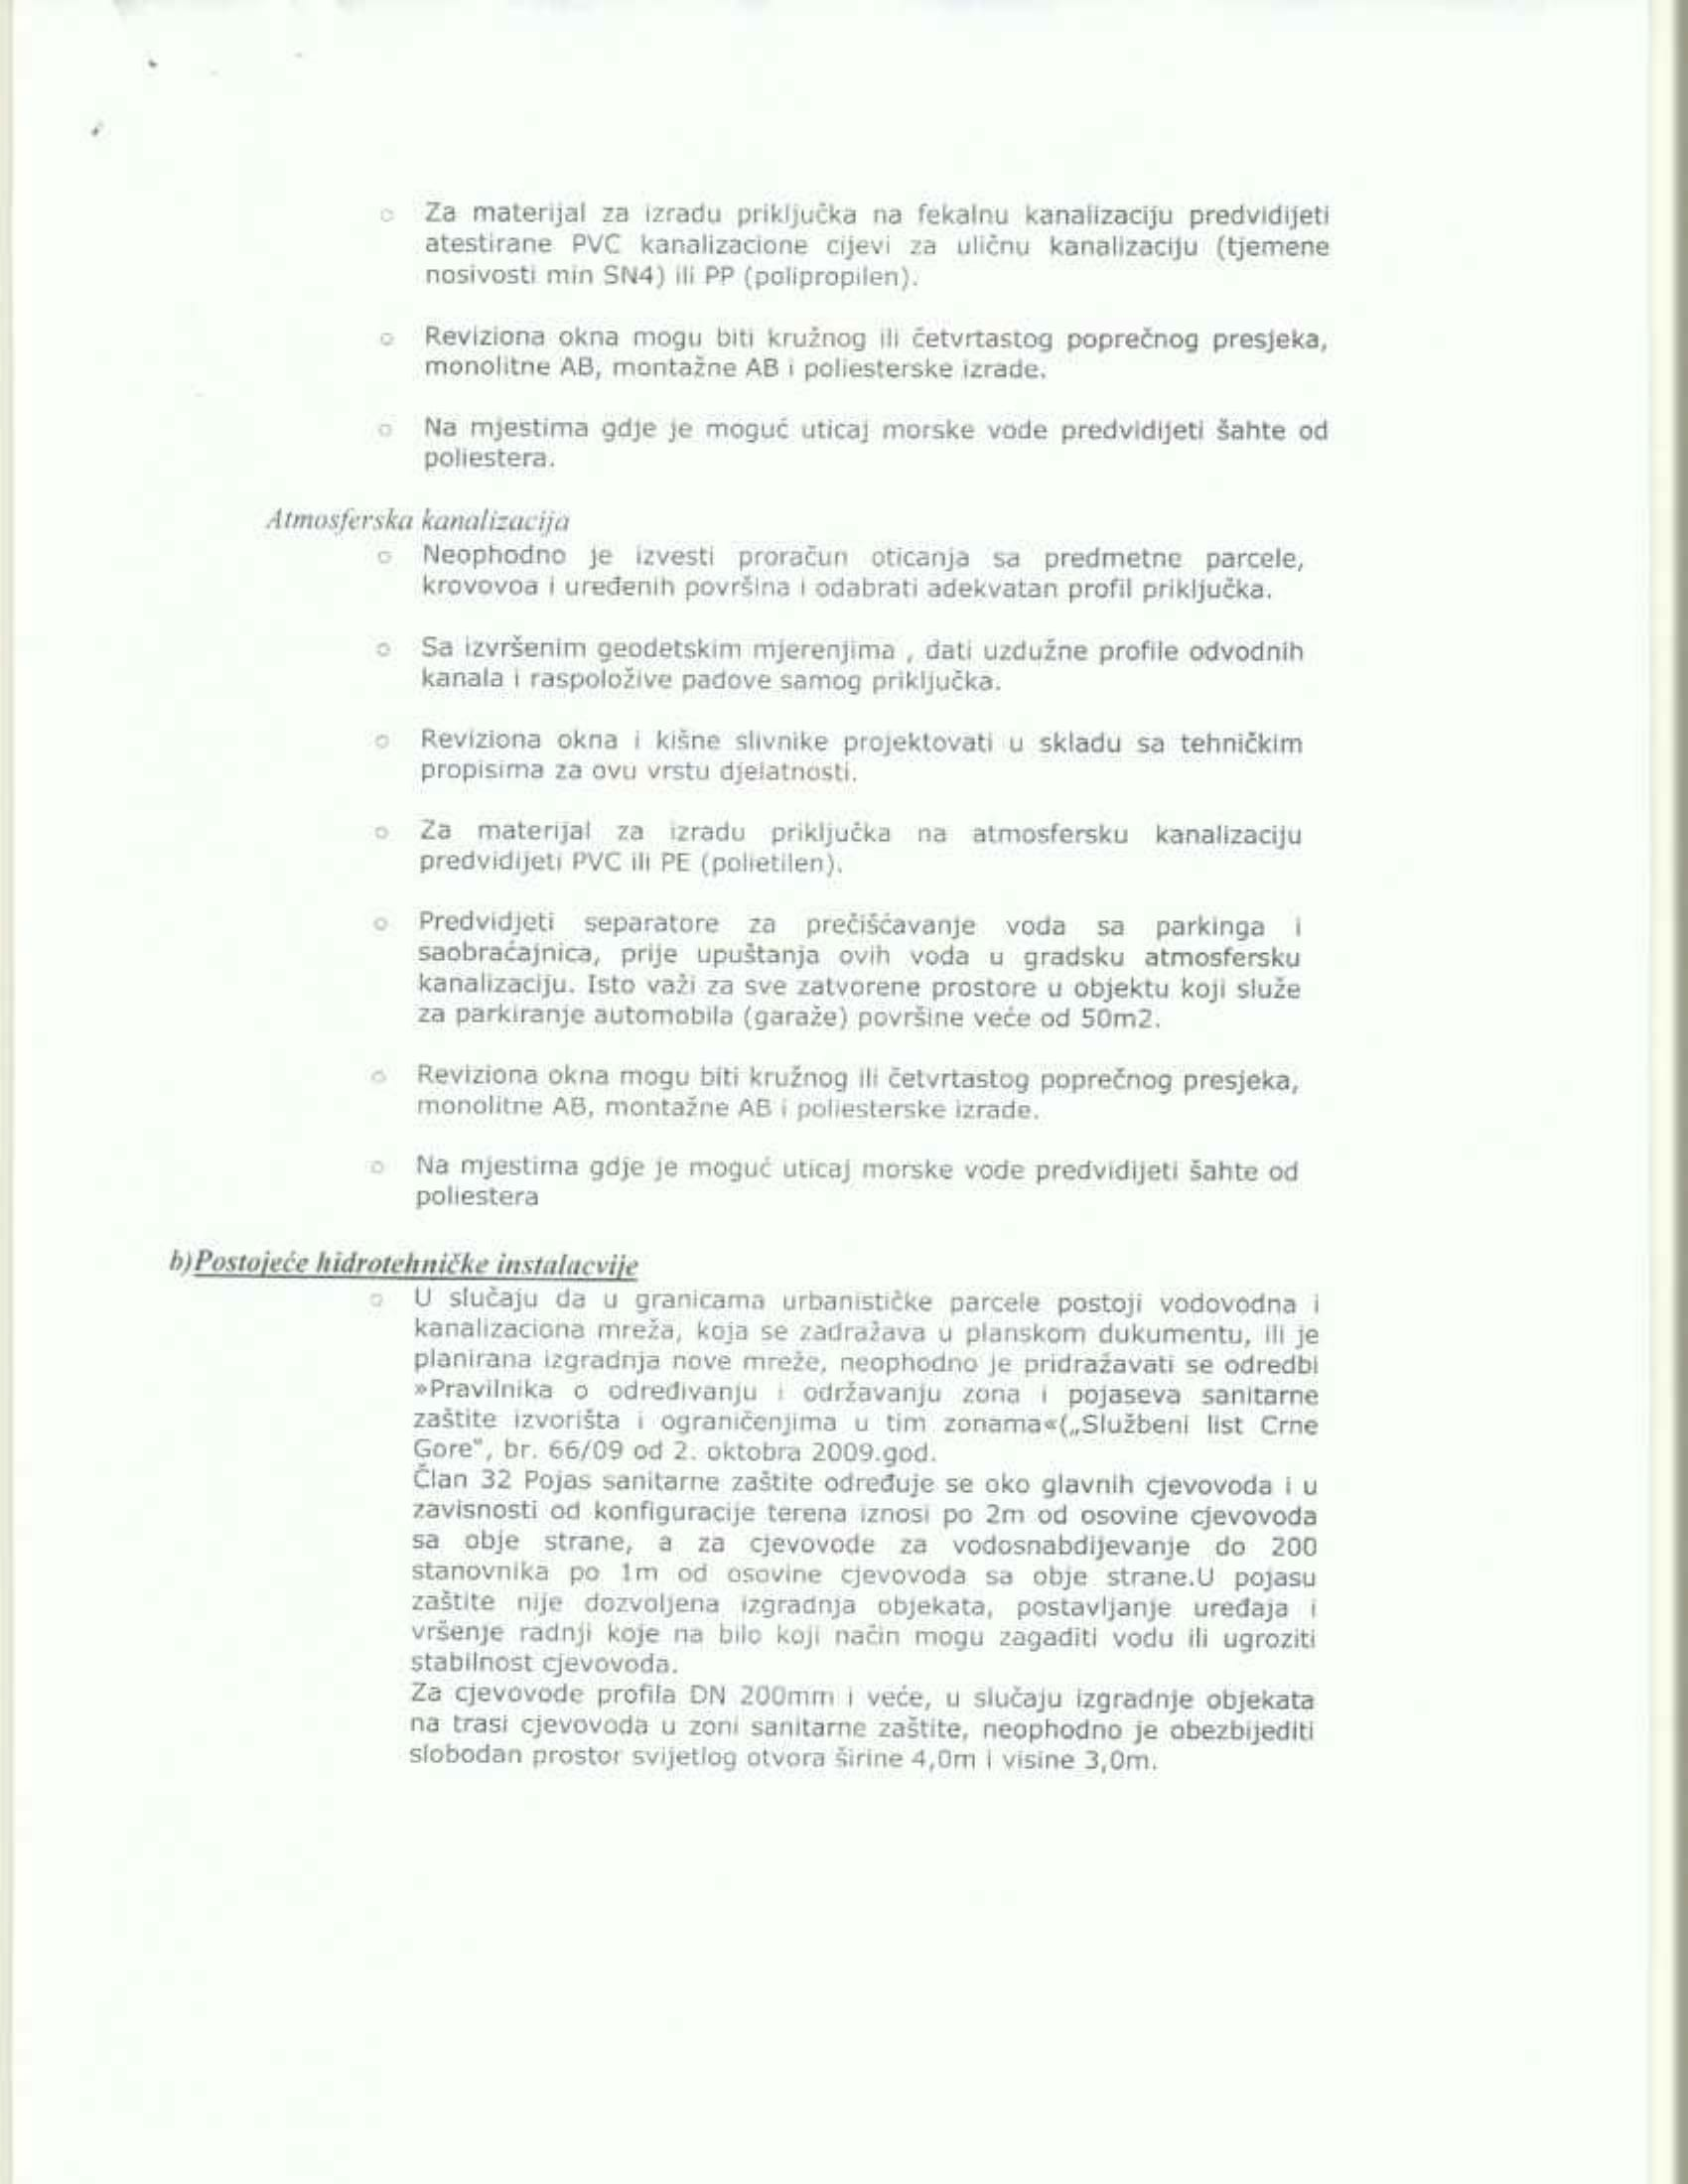 o Za materijal za izradu priključka na fekalnu kanalizaciju predvidijeti
atestirane PVC kanalizacione cijevi za uličnu kanalizaciju (tjemene
nosivosti min SN4) ili PP (polipropilen).
o Reviziona okna mogu biti kružnog ili četvrtastog poprečnog presjeka,
monolitne AB, montažne AB i poliesterske izrade.
o Na mjestima gdje je moguć uticaj morske vode predvidijeti šahte od
poliestera.
Atmosferska kanalizacija
o Neophodno je izvesti proračun oticanja sa predmetne parcele,
krovovoa i uređenih površina i odabrati adekvatan profil priključka.
o Sa izvršenim geodetskim mjerenjima , dati uzdužne profile odvodnih
kanala i raspoložive padove samog priključka.
o Reviziona okna i kišne slivnike projektovati u skladu sa tehničkim
propisima za ovu vrstu djelatnosti.
o Za materijal za izradu priključka na atmosfersku kanalizaciju
predvidijeti PVC ili PE (polietilen).
o Predvidjeti separatore za prečišćavanje voda sa parkinga i
saobraćajnica, prije upuštanja ovih voda u gradsku atmosfersku
kanalizaciju. Isto važi za sve zatvorene prostore u objektu koji služe
za parkiranje automobila (garaže) površine veće od 50m2.
o Reviziona okna mogu biti kružnog ili četvrtastog poprečnog presjeka,
monolitne AB, montažne AB i poliesterske izrade.
o Na mjestima gdje je moguć uticaj morske vode predvidijeti šahte od
poliestera
b)Postojeće hidrotehničke instalacvije
o U slučaju da u granicama urbanističke parcele postoji vodovodna i
kanalizaciona mreža, koja se zadražava u planskom dukumentu, ili je
planirana izgradnja nove mreže, neophodno je pridražavati se odredbi
»Pravilnika o određivanju i održavanju zona i pojaseva sanitarne
zaštite izvorišta i ograničenjima u tim zonama«(„Službeni list Crne
Gore", br. 66/09 od 2. oktobra 2009.god.
Član 32 Pojas sanitarne zaštite određuje se oko glavnih cjevovoda i u
zavisnosti od konfiguracije terena iznosi po 2m od osovine cjevovoda
sa obje strane, a za cjevovode za vodosnabdijevanje do 200
stanovnika po 1m od osovine cjevovoda sa obje strane.U pojasu
zaštite nije dozvoljena izgradnja objekata, postavljanje uređaja i
vršenje radnji koje na bilo koji način mogu zagaditi vodu ili ugroziti
stabilnost cjevovoda.
Za cjevovode profila DN 200mm i veće, u slučaju izgradnje objekata
na trasi cjevovoda u zoni sanitarne zaštite, neophodno je obezbijediti
slobodan prostor svijetlog otvora širine 4,0m i visine 3,0m.